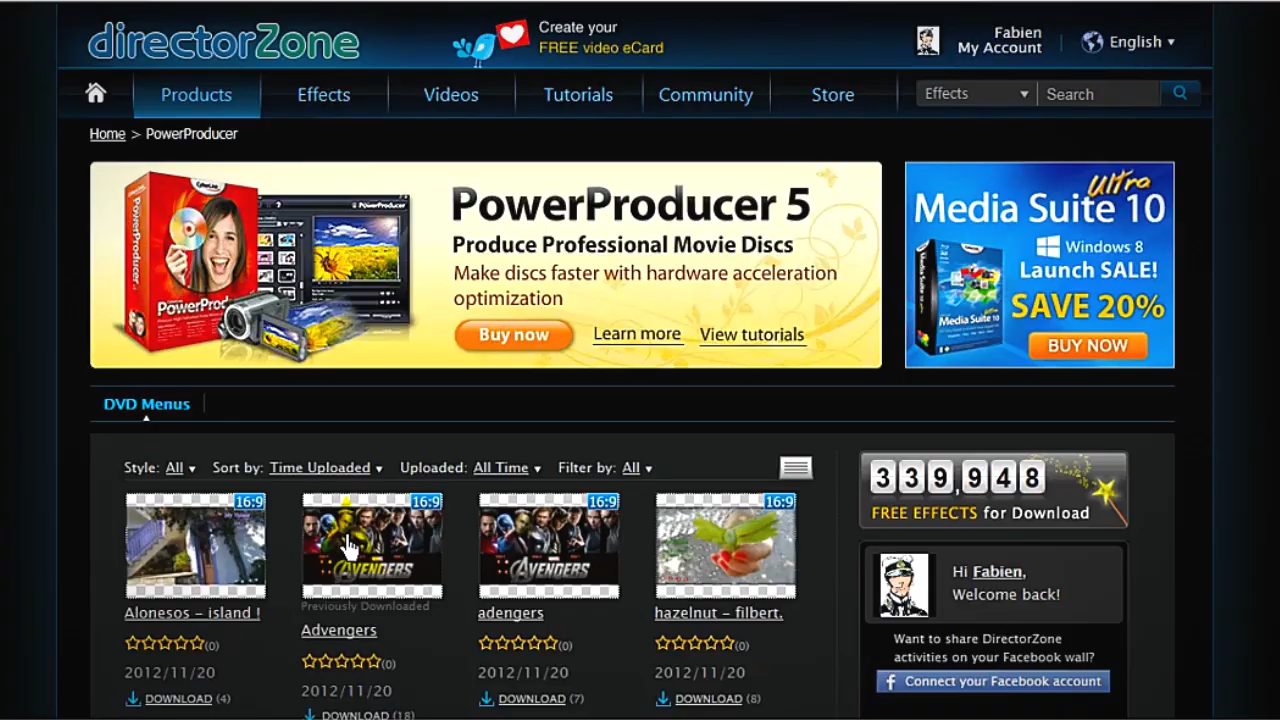 directorZone
Create your
FREE video eCard
Fabien
My Account
English
Products
Effects
Videos
Tutorials
Community
Store
Effects
Search
Home > PowerProducer
PowerProducer 5
Produce Professional Movie Discs
Make discs faster with hardware acceleration
optimization
Buy now
Learn more
View tutorials
CyberLink
PowerProducer
Ultra
Media Suite 10
Windows 8
Launch SALE!
SAVE 20%
BUY NOW
Media Suite 10
DVD Menus
Style: All
Sort by: Time Uploaded
Uploaded: All Time
Filter by: All
16:9
16:9
16:9
16:9
AVENGERS
AVENGERS
Previously Downloaded
Alonesos – island !
Advengers
adengers
hazelnut – filbert.
(0)
(0)
(0)
(0)
2012/11/20
2012/11/20
2012/11/20
2012/11/20
DOWNLOAD (4)
DOWNLOAD (18)
DOWNLOAD (7)
DOWNLOAD (8)
339,948
FREE EFFECTS for Download
Hi Fabien,
Welcome back!
Want to share DirectorZone
activities on your Facebook wall?
f Connect your Facebook account